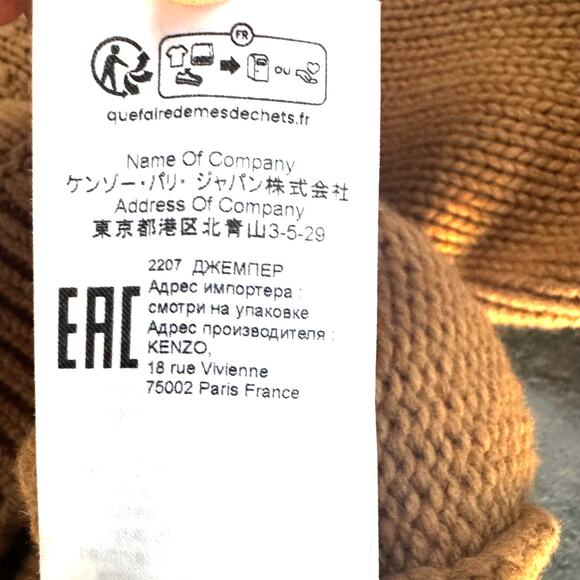 FR
OU
quefairedemesdechets.fr
Name Of Company
ケンゾー・パリ・ジャパン株式会社
Address Of Company
東京都港区北青山3-5-29
EAC
2207 ДЖЕМПЕР
Адрес импортера :
смотри на упаковке
Адрес производителя :
KENZO,
18 rue Vivienne
75002 Paris France